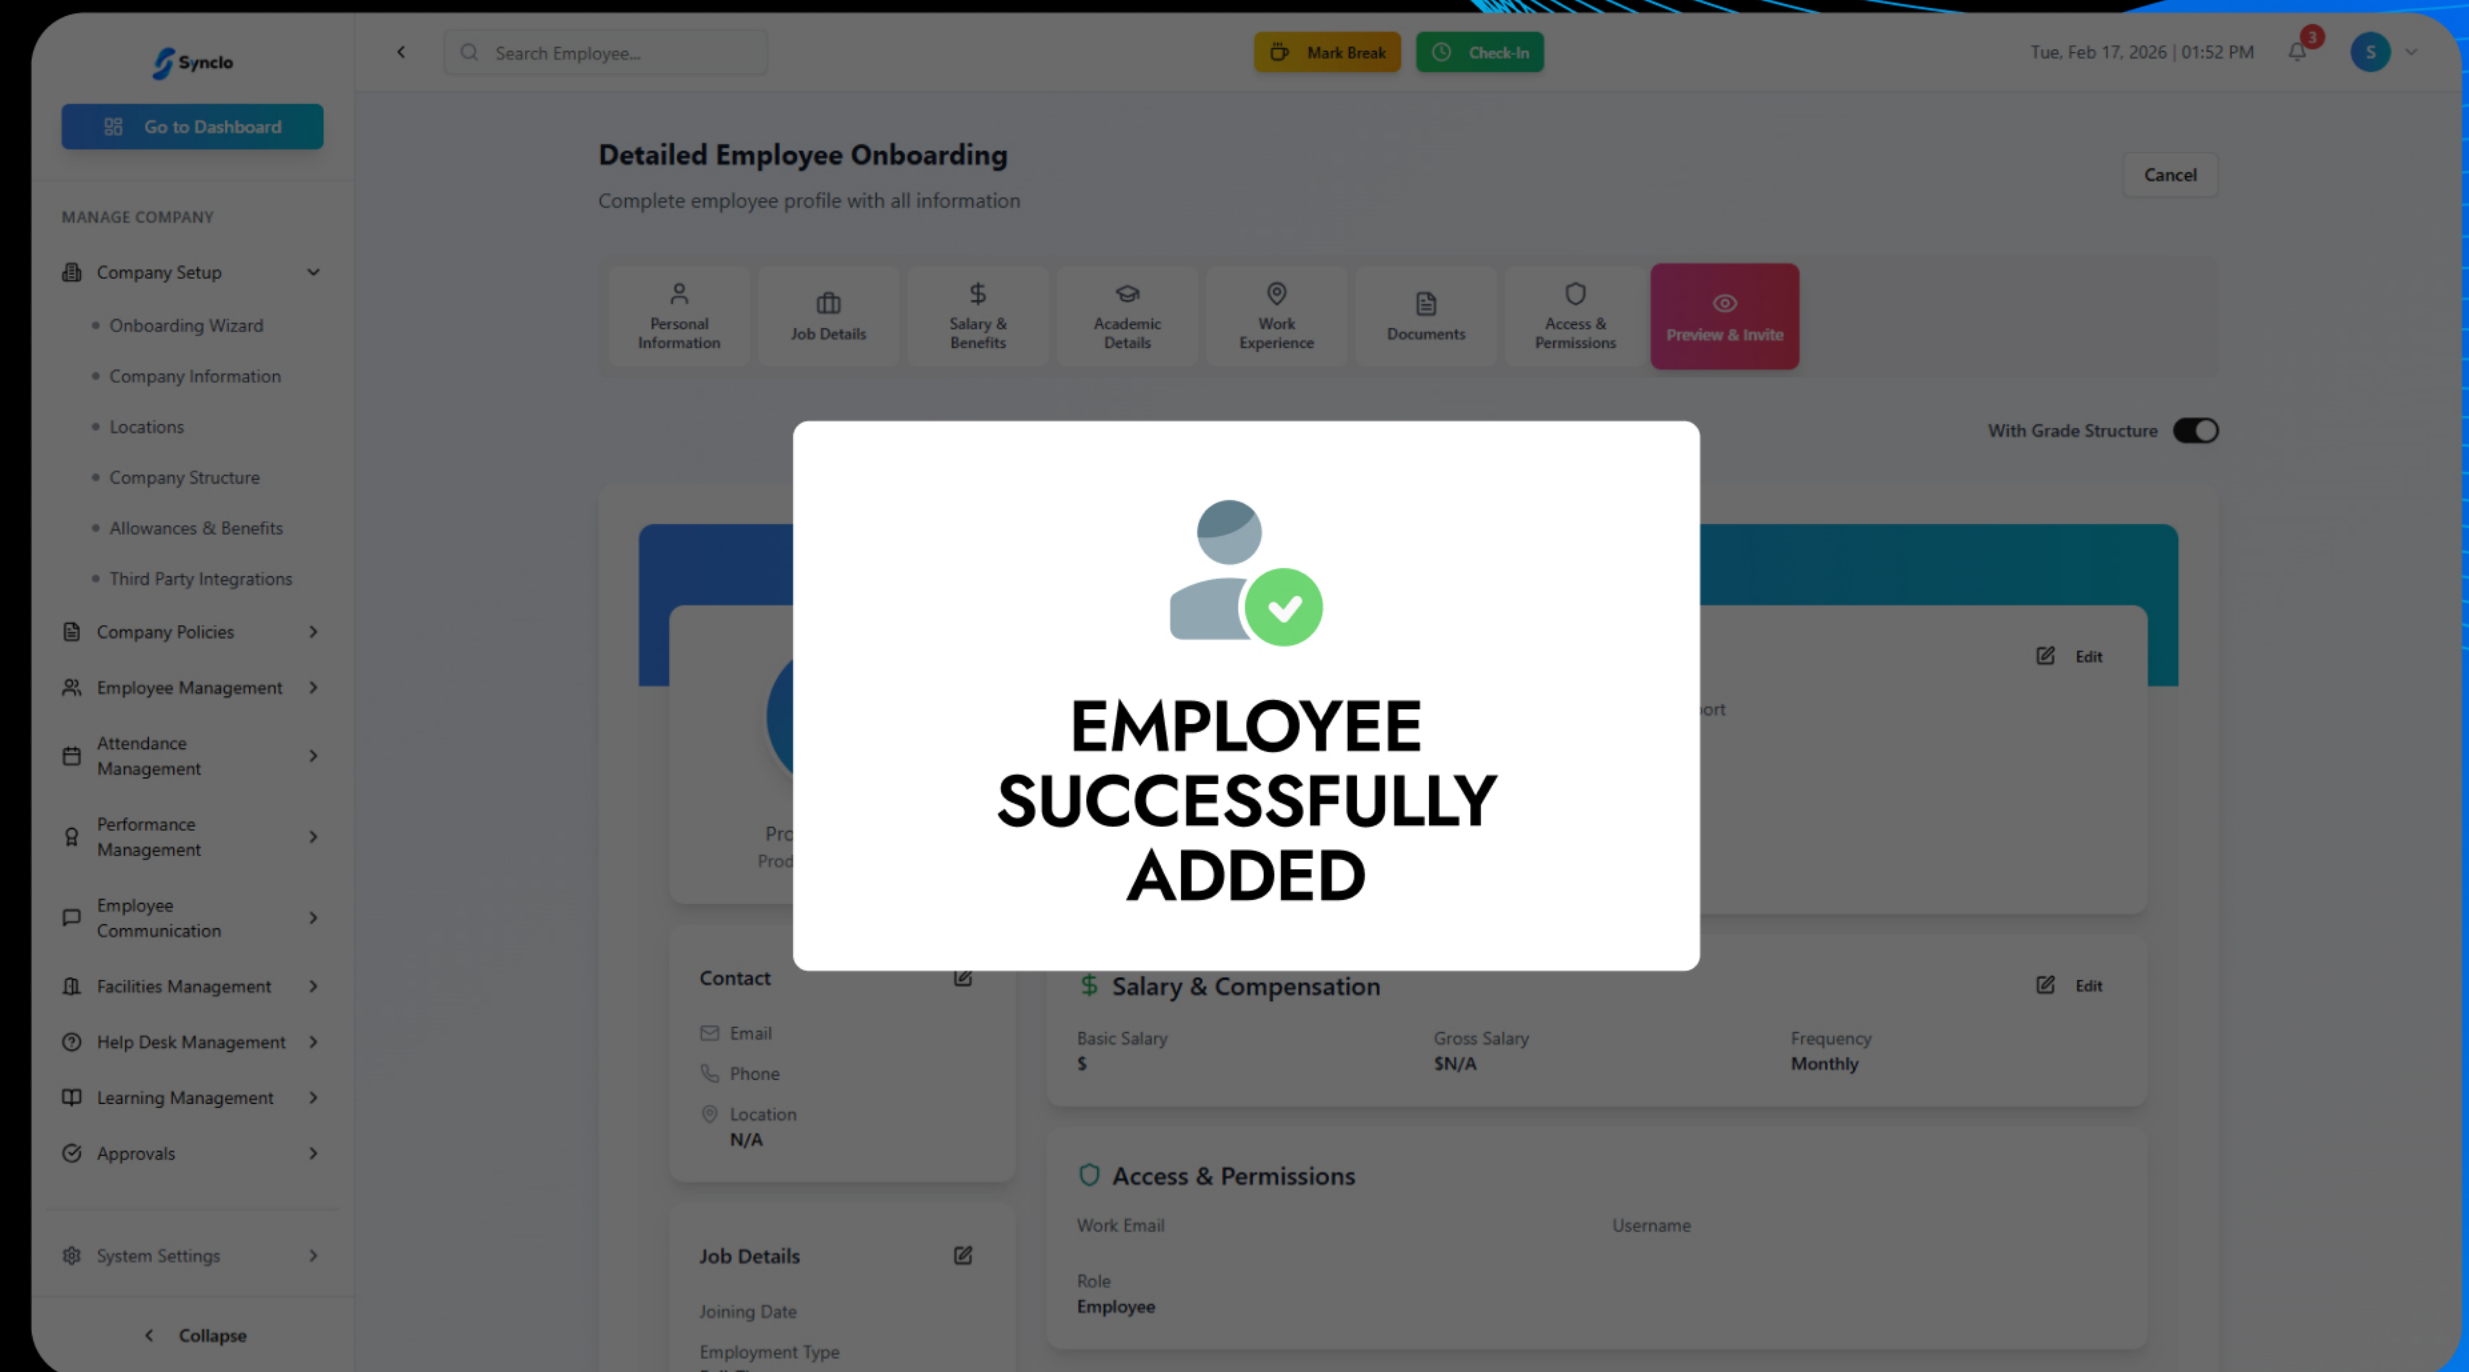 Synclo
Search Employee...
Mark Break
Check-In
Tue, Feb 17, 2026 | 01:52 PM
3
S
Go to Dashboard
MANAGE COMPANY
Company Setup
Onboarding Wizard
Company Information
Locations
Company Structure
Allowances & Benefits
Third Party Integrations
Company Policies
Employee Management
Attendance
Management
Performance
Management
Employee
Communication
Facilities Management
Help Desk Management
Learning Management
Approvals
System Settings
Collapse
Detailed Employee Onboarding
Complete employee profile with all information
Cancel
Personal
Information
Job Details
Salary &
Benefits
Academic
Details
Work
Experience
Documents
Access &
Permissions
Preview & Invite
With Grade Structure
Edit
EMPLOYEE
SUCCESSFULLY
ADDED
Contact
Email
Phone
Location
N/A
Job Details
Joining Date
Employment Type
Salary & Compensation
Edit
Basic Salary
$
Gross Salary
$N/A
Frequency
Monthly
Access & Permissions
Work Email
Username
Role
Employee